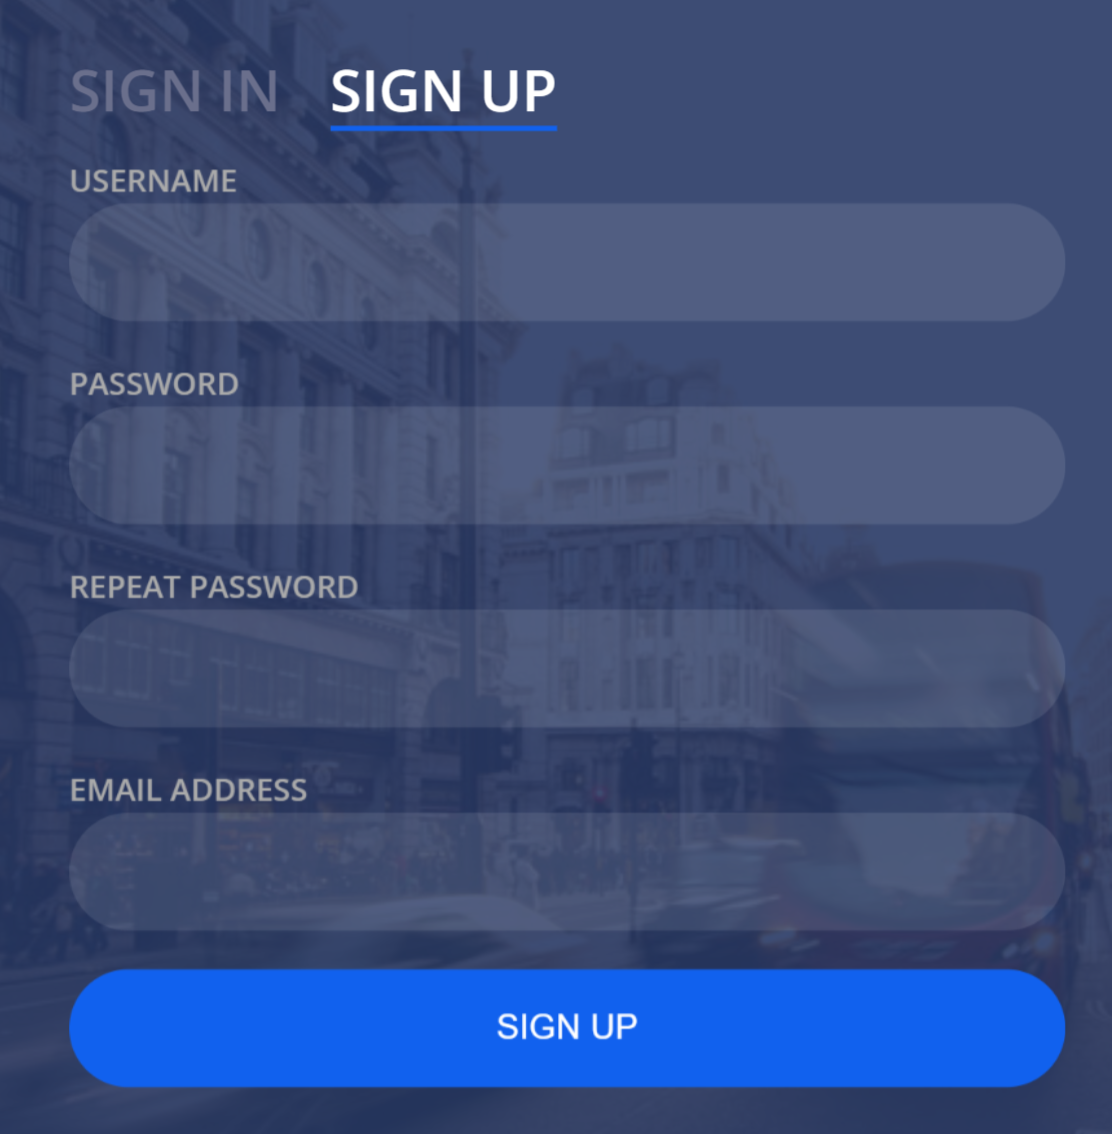 SIGN IN SIGN UP
USERNAME
PASSWORD
REPEAT PASSWORD
EMAIL ADDRESS
SIGN UP